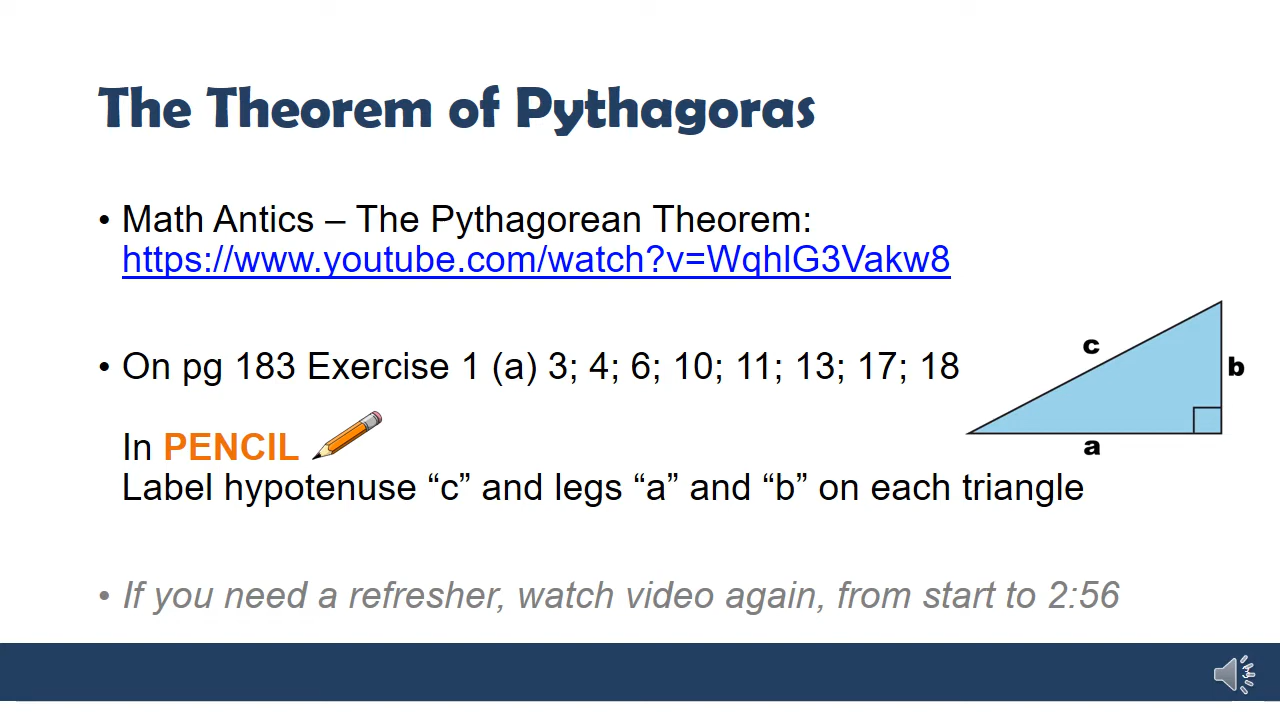 The Theorem of Pythagoras
• Math Antics – The Pythagorean Theorem:
https://www.youtube.com/watch?v=WqhlG3Vakw8
• On pg 183 Exercise 1 (a) 3; 4; 6; 10; 11; 13; 17; 18
c
b
a
In PENCIL
Label hypotenuse “c” and legs “a” and “b” on each triangle
• If you need a refresher, watch video again, from start to 2:56